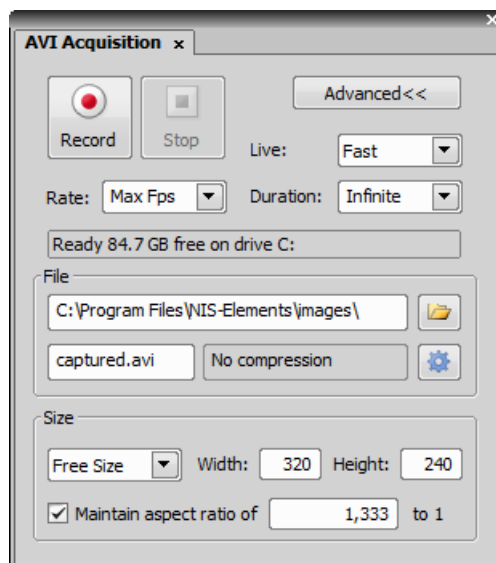 AVI Acquisition x
Advanced<<
Record Stop
Live: Fast
Rate: Max Fps Duration: Infinite
Ready 84.7 GB free on drive C:
File
C:\Program Files\NIS-Elements\images\
captured.avi No compression
Size
Free Size Width: 320 Height: 240
Maintain aspect ratio of 1,333 to 1